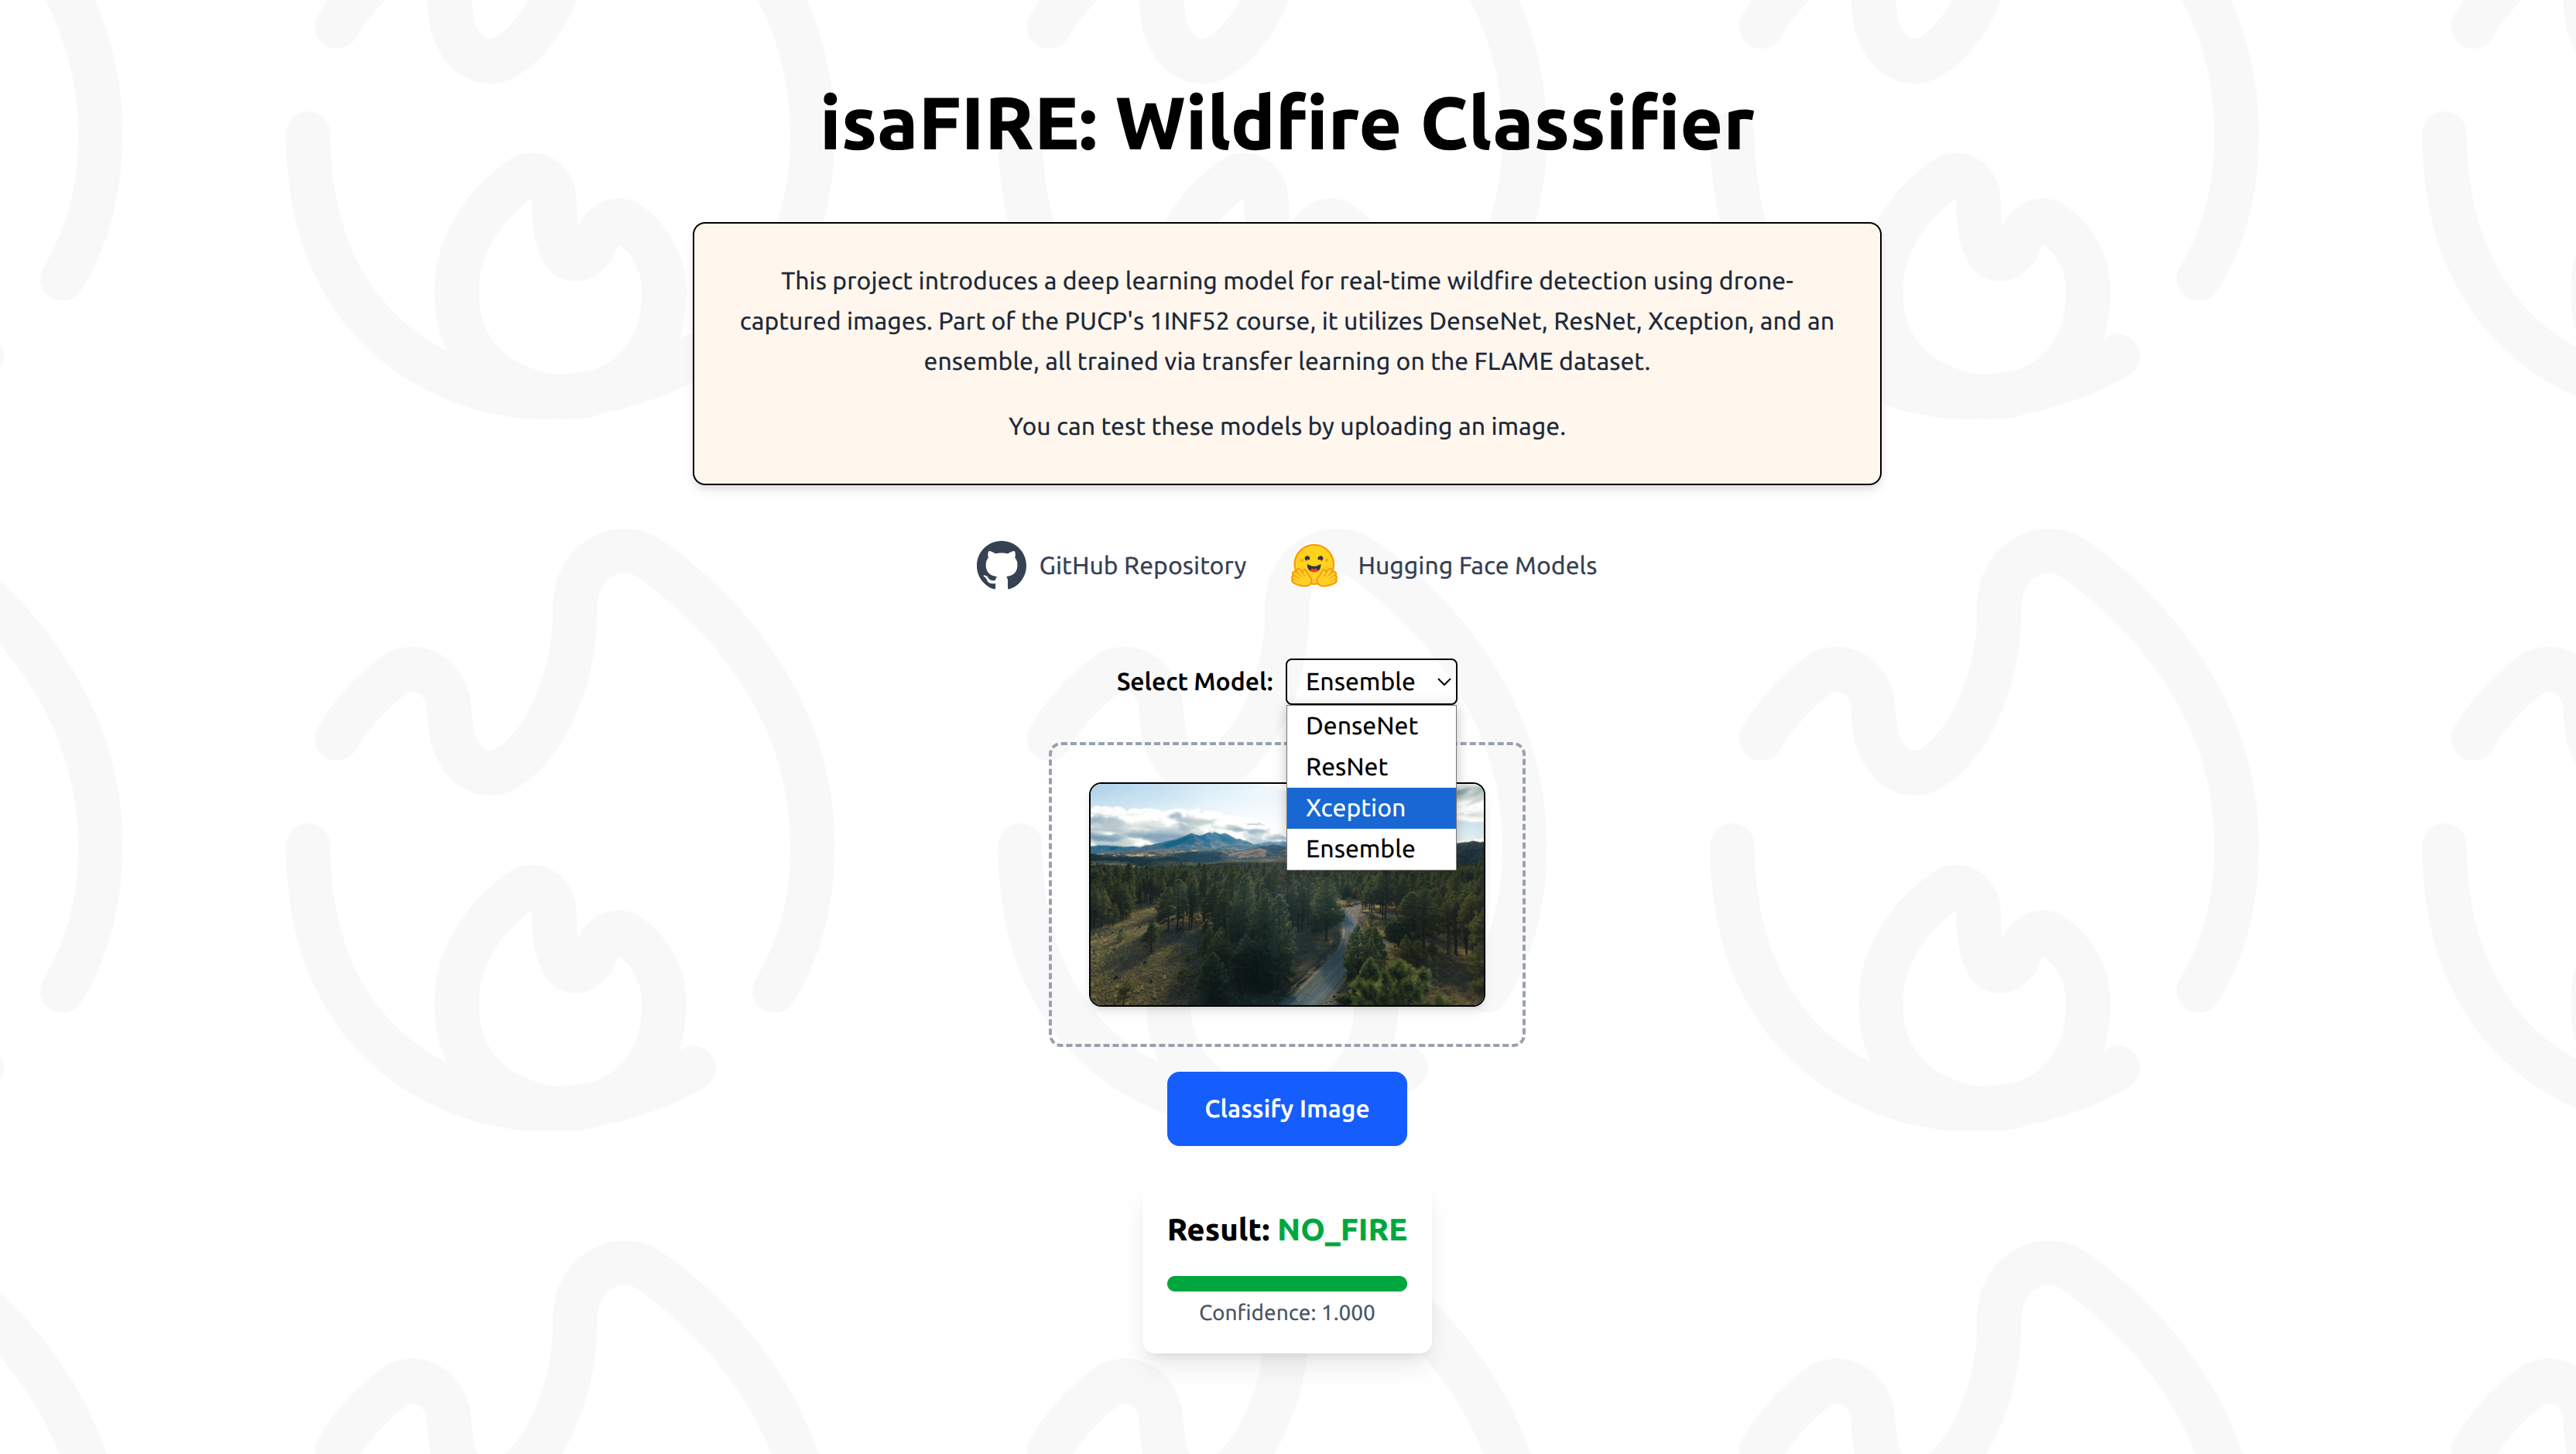 isaFIRE: Wildfire Classifier
This project introduces a deep learning model for real-time wildfire detection using drone-
captured images. Part of the PUCP's 1INF52 course, it utilizes DenseNet, ResNet, Xception, and an
ensemble, all trained via transfer learning on the FLAME dataset.
You can test these models by uploading an image.
GitHub Repository
Hugging Face Models
Select Model: Ensemble
DenseNet
ResNet
Xception
Ensemble
Classify Image
Result: NO_FIRE
Confidence: 1.000